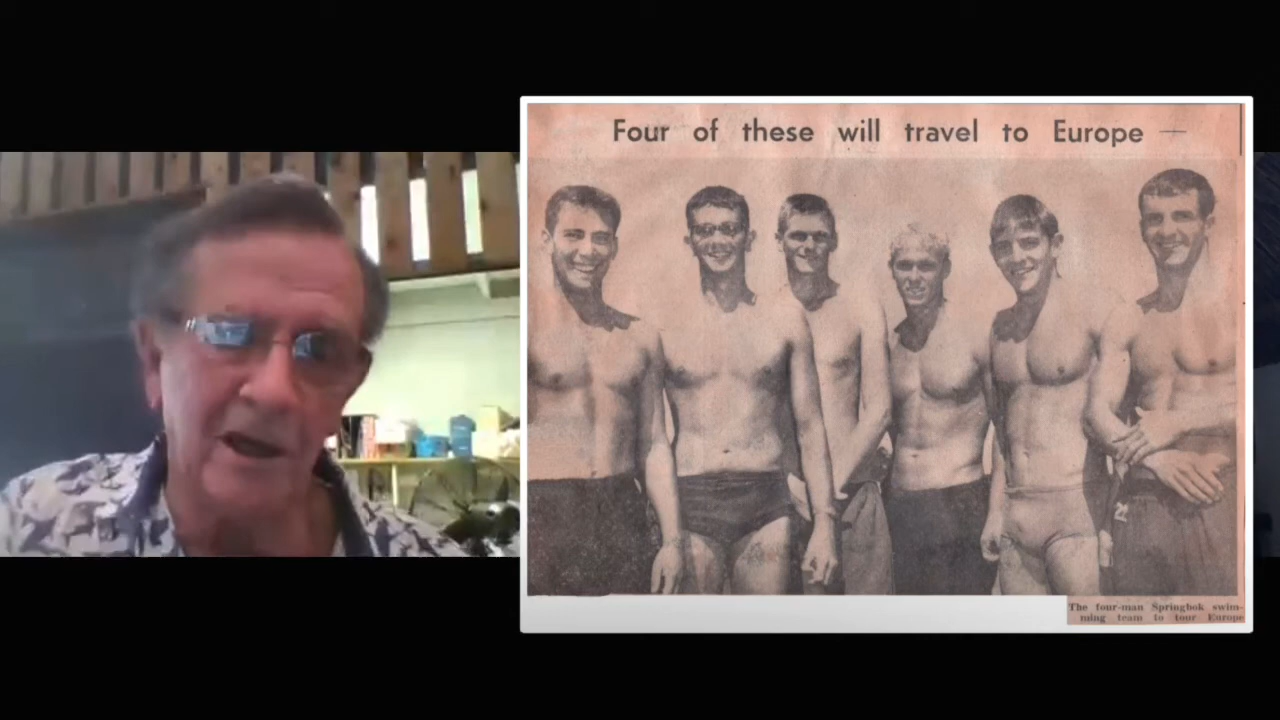 Four of these will travel to Europe —
The four-man Springbok swim-
ming team to tour Europe